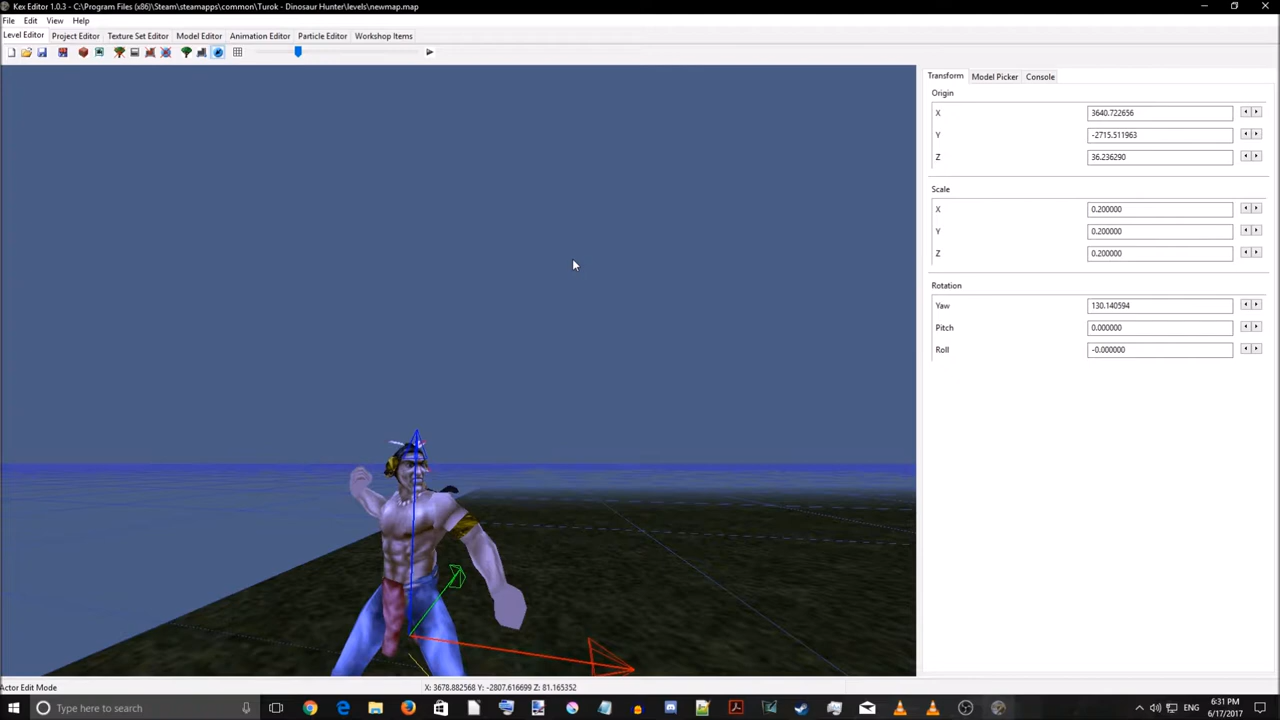 Kex Editor 1.0.3 - C:\Program Files (x86)\Steam\steamapps\common\Turok - Dinosaur Hunter\levels\newmap.map
File Edit View Help
Level Editor Project Editor Texture Set Editor Model Editor Animation Editor Particle Editor Workshop Items
Transform Model Picker Console
Origin
X 3640.722656
Y -2715.511963
Z 36.236290
Scale
X 0.200000
Y 0.200000
Z 0.200000
Rotation
Yaw 130.140594
Pitch 0.000000
Roll -0.000000
Actor Edit Mode X: 3678.882568 Y: -2807.616699 Z: 81.165352
Type here to search
ENG 6:31 PM
6/17/2017